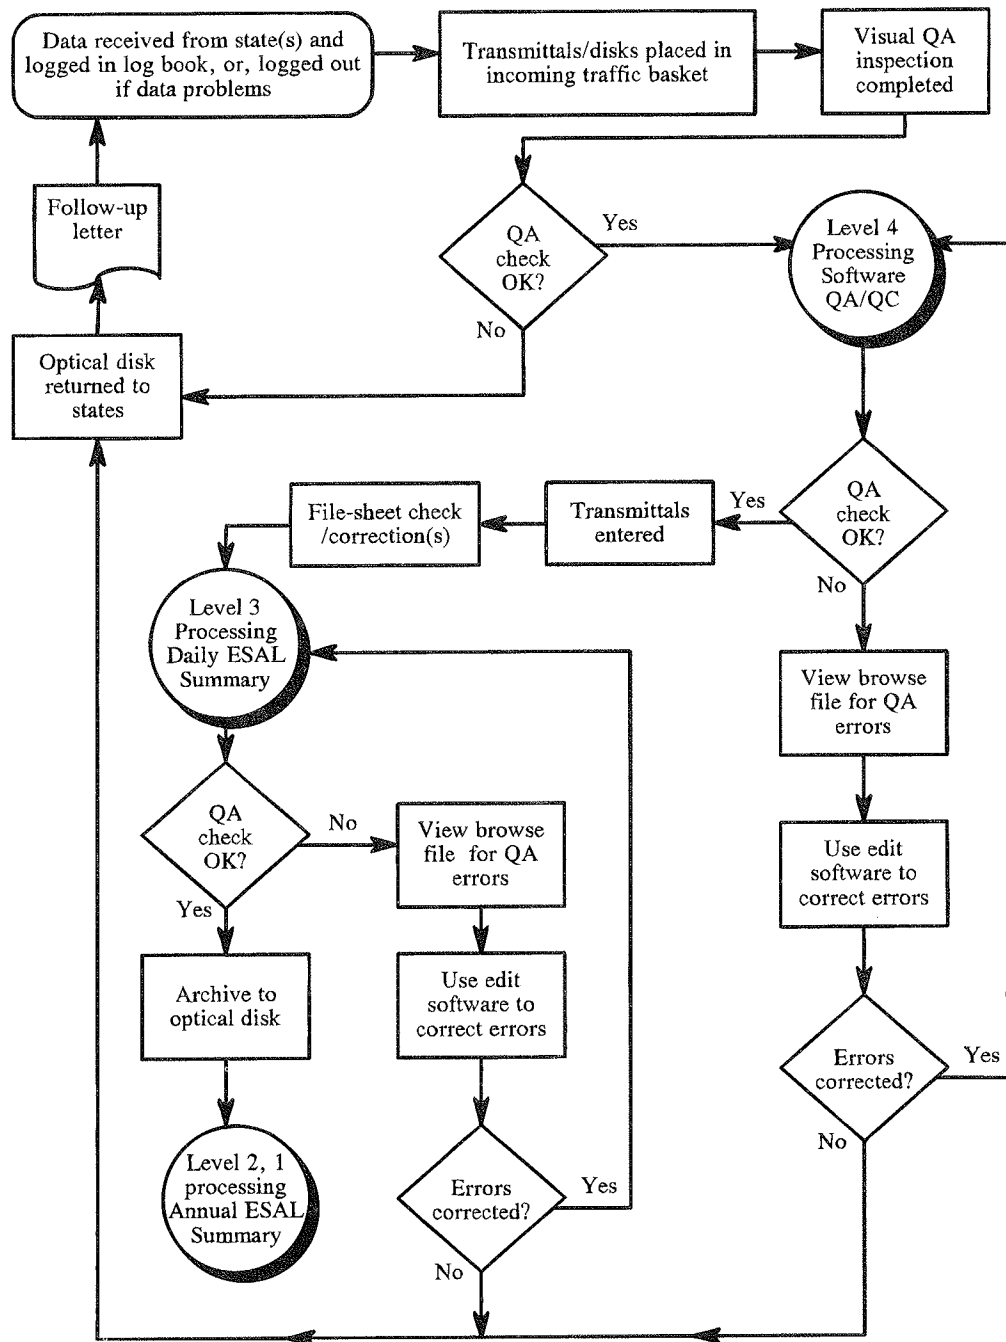 Data received from state(s) and
logged in log book, or, logged out
if data problems
Transmittals/disks placed in
incoming traffic basket
Visual QA
inspection
completed
Follow-up
letter
QA
check
OK?
Yes
No
Level 4
Processing
Software
QA/QC
Optical disk
returned to
states
File-sheet check
/correction(s)
Transmittals
entered
Yes
QA
check
OK?
No
Level 3
Processing
Daily ESAL
Summary
View browse
file for QA
errors
QA
check
OK?
No
Yes
View browse
file for QA
errors
Use edit
software to
correct errors
Archive to
optical disk
Use edit
software to
correct errors
Errors
corrected?
Yes
No
Level 2, 1
processing
Annual ESAL
Summary
Errors
corrected?
Yes
No